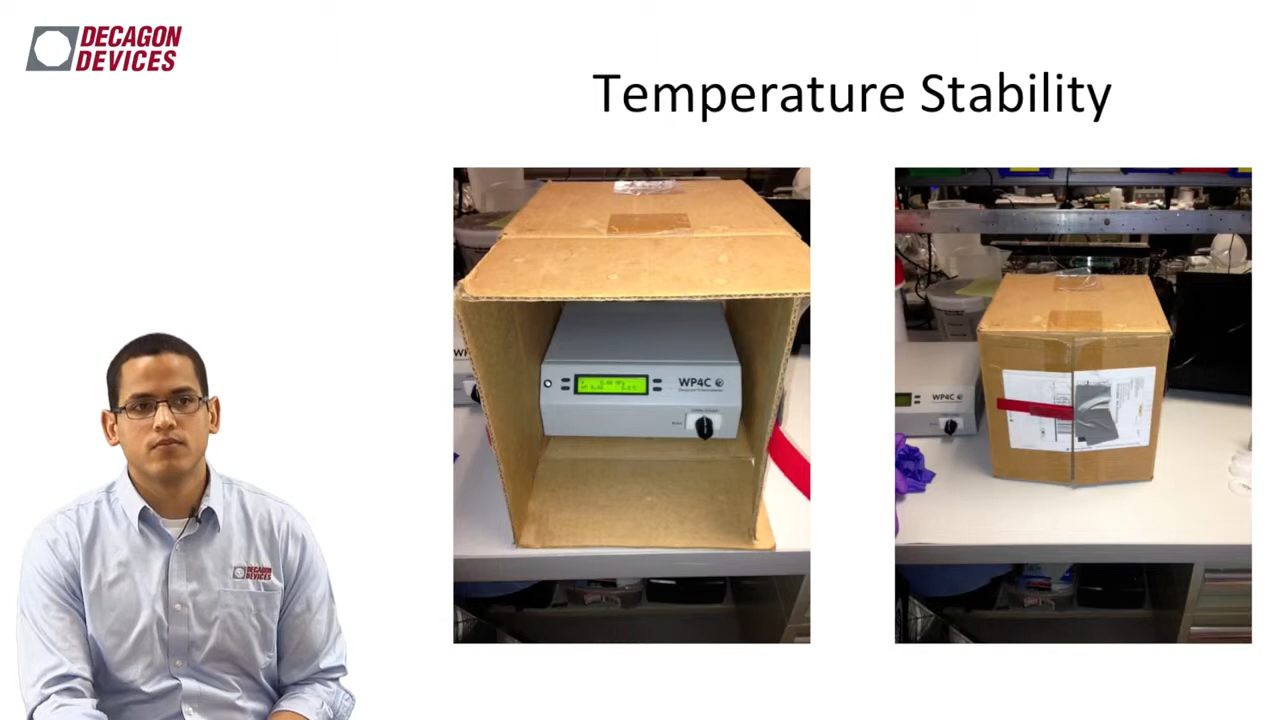 DECAGON
DEVICES
Temperature Stability
WP4C
WP4C
DECAGON
DEVICES